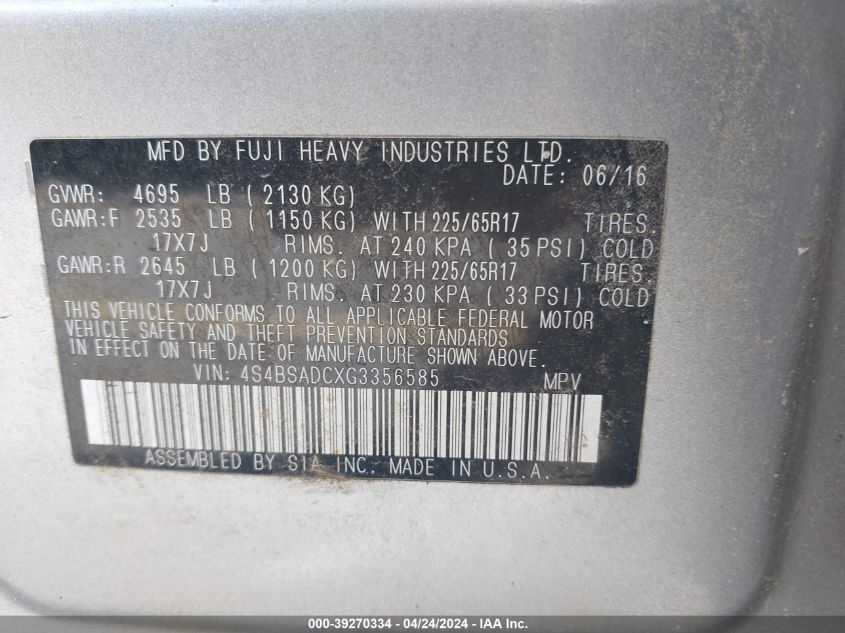 MFD BY FUJI HEAVY INDUSTRIES LTD.
DATE: 06/16
GVWR: 4695 LB ( 2130 KG)
GAWR:F 2535 LB ( 1150 KG) WITH 225/65R17 TIRES.
17X7J RIMS. AT 240 KPA ( 35 PSI) COLD
GAWR:R 2645 LB ( 1200 KG) WITH 225/65R17 TIRES.
17X7J RIMS. AT 230 KPA ( 33 PSI) COLD
THIS VEHICLE CONFORMS TO ALL APPLICABLE FEDERAL MOTOR
VEHICLE SAFETY AND THEFT PREVENTION STANDARDS
IN EFFECT ON THE DATE OF MANUFACTURE SHOWN ABOVE.
VIN: 4S4BSADCXG3356585 MPV
ASSEMBLED BY SIA INC. MADE IN U.S.A.
000-39270334 - 04/24/2024 - IAA Inc.